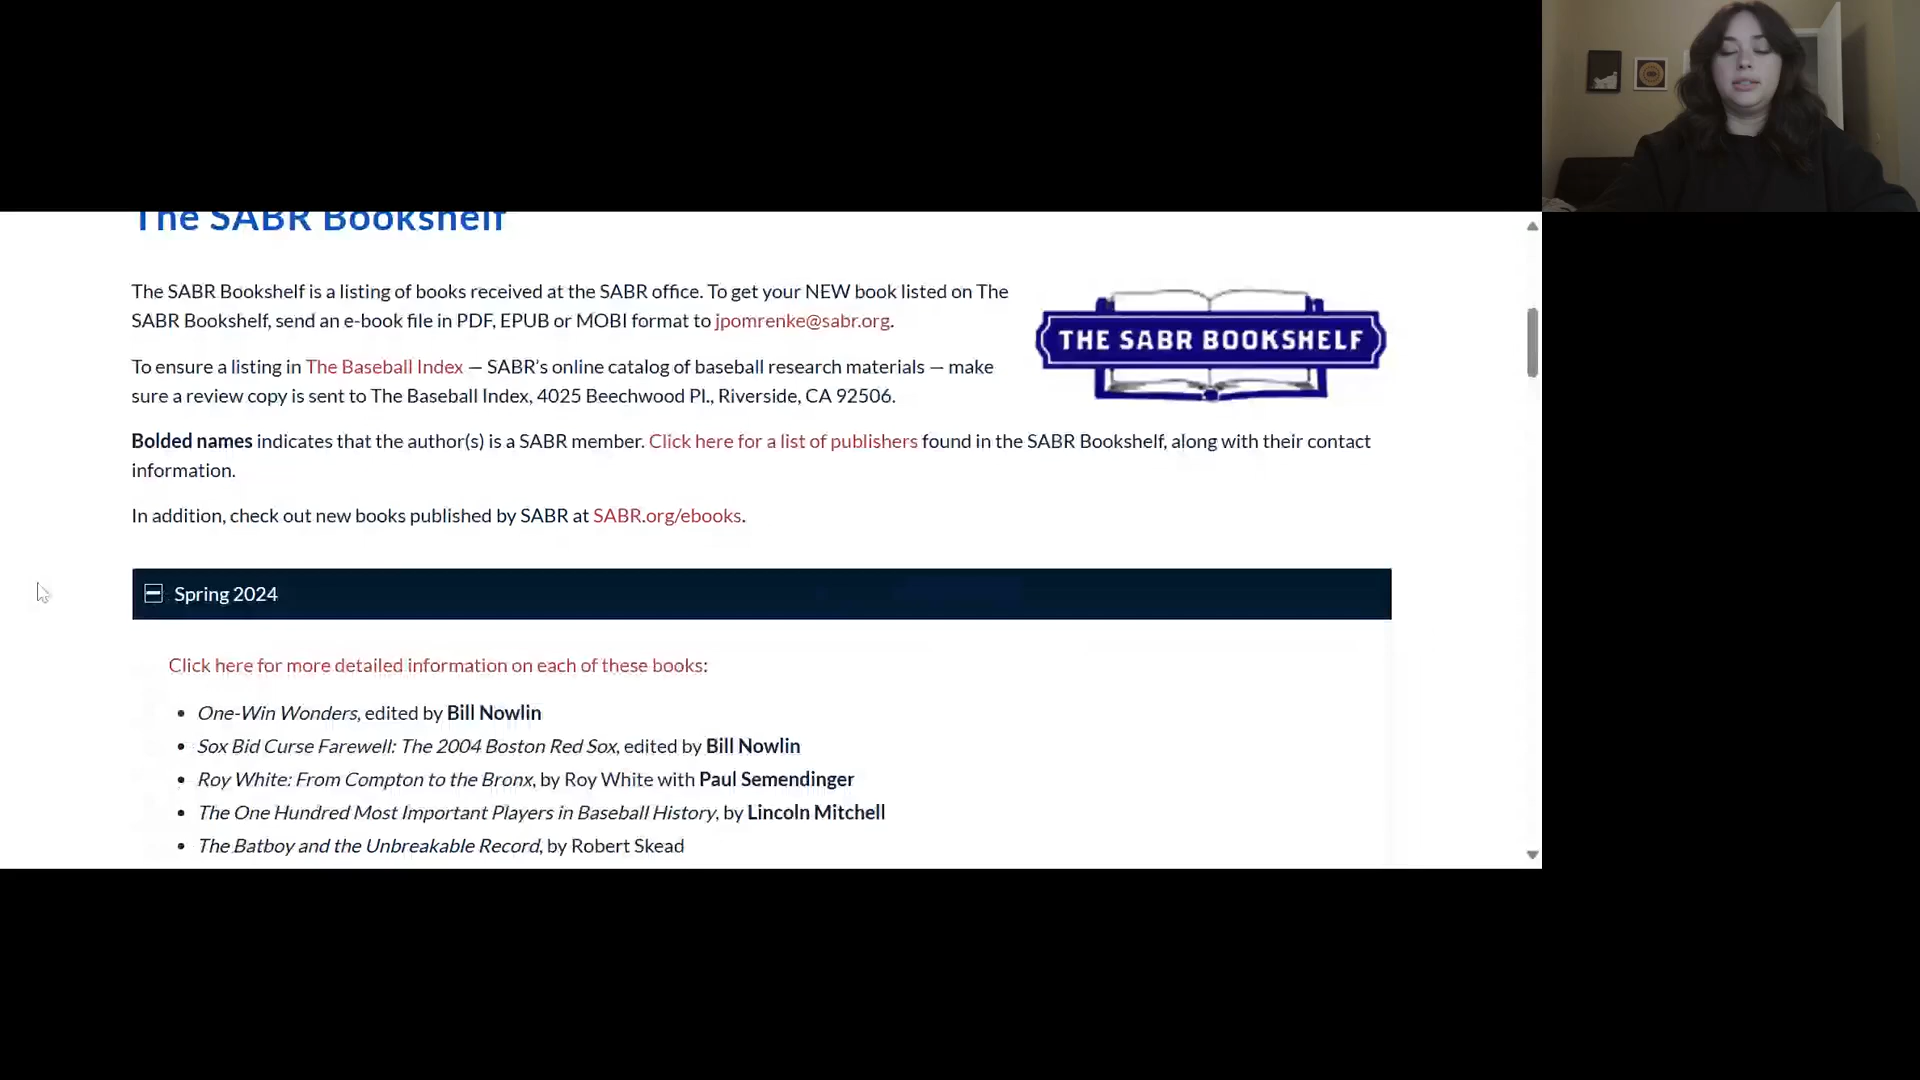 The SABR Bookshelf
The SABR Bookshelf is a listing of books received at the SABR office. To get your NEW book listed on The
SABR Bookshelf, send an e-book file in PDF, EPUB or MOBI format to jpomrenke@sabr.org.
THE SABR BOOKSHELF
To ensure a listing in The Baseball Index — SABR’s online catalog of baseball research materials — make
sure a review copy is sent to The Baseball Index, 4025 Beechwood Pl., Riverside, CA 92506.
Bolded names indicates that the author(s) is a SABR member. Click here for a list of publishers found in the SABR Bookshelf, along with their contact
information.
In addition, check out new books published by SABR at SABR.org/ebooks.
Spring 2024
Click here for more detailed information on each of these books:
• One-Win Wonders, edited by Bill Nowlin
• Sox Bid Curse Farewell: The 2004 Boston Red Sox, edited by Bill Nowlin
• Roy White: From Compton to the Bronx, by Roy White with Paul Semendinger
• The One Hundred Most Important Players in Baseball History, by Lincoln Mitchell
• The Batboy and the Unbreakable Record, by Robert Skead